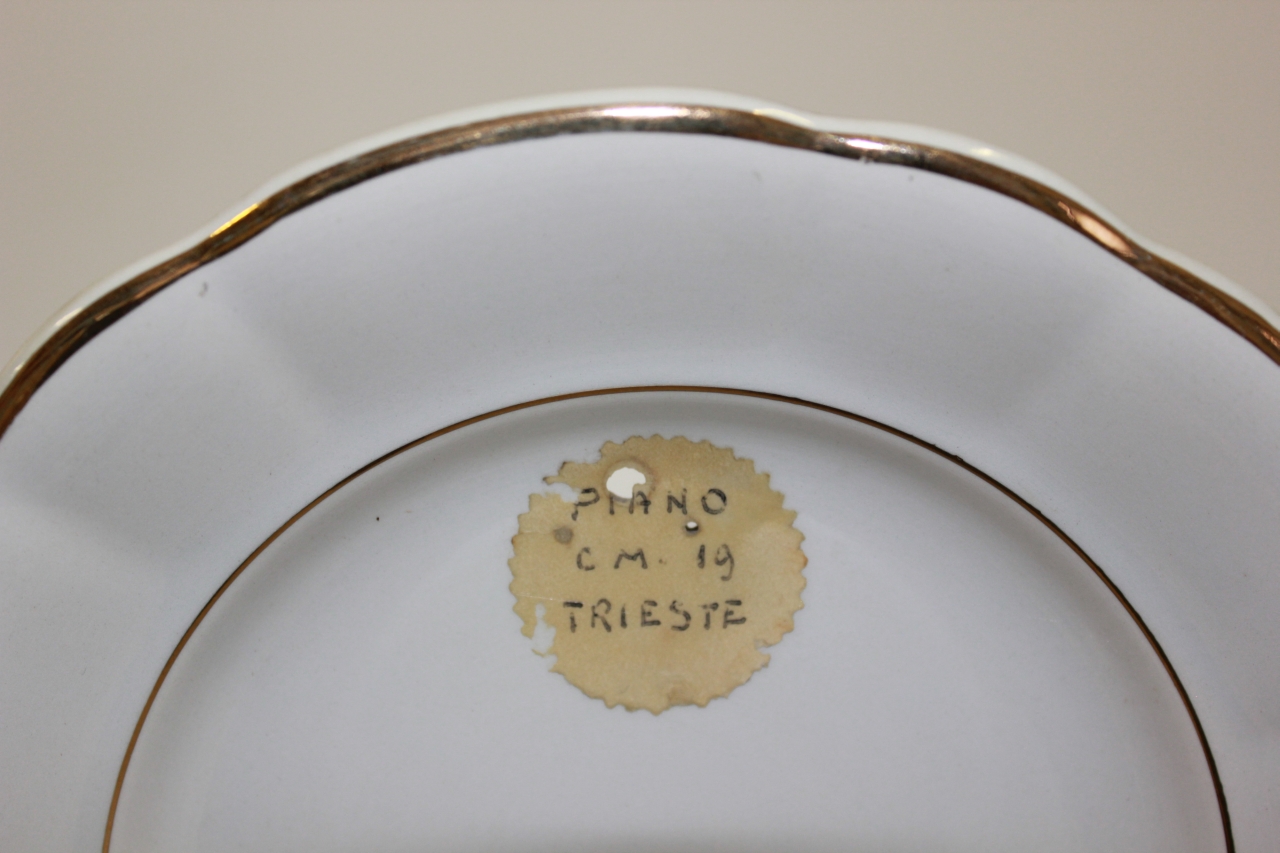 PIANO
CM. 19
TRIESTE